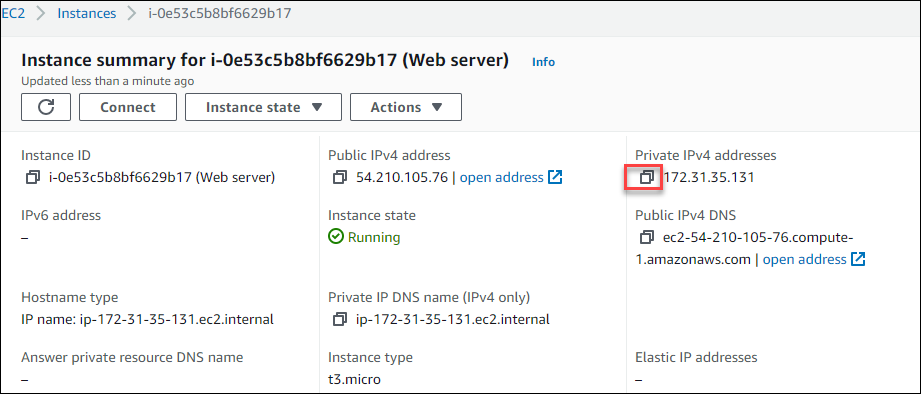 EC2 > Instances > i-0e53c5b8bf6629b17
Instance summary for i-0e53c5b8bf6629b17 (Web server) Info
Updated less than a minute ago
Connect Instance state Actions
Instance ID
i-0e53c5b8bf6629b17 (Web server)
Public IPv4 address
54.210.105.76 | open address
Private IPv4 addresses
172.31.35.131
IPv6 address
–
Instance state
Running
Public IPv4 DNS
ec2-54-210-105-76.compute-
1.amazonaws.com | open address
Hostname type
IP name: ip-172-31-35-131.ec2.internal
Private IP DNS name (IPv4 only)
ip-172-31-35-131.ec2.internal
Answer private resource DNS name
–
Instance type
t3.micro
Elastic IP addresses
–